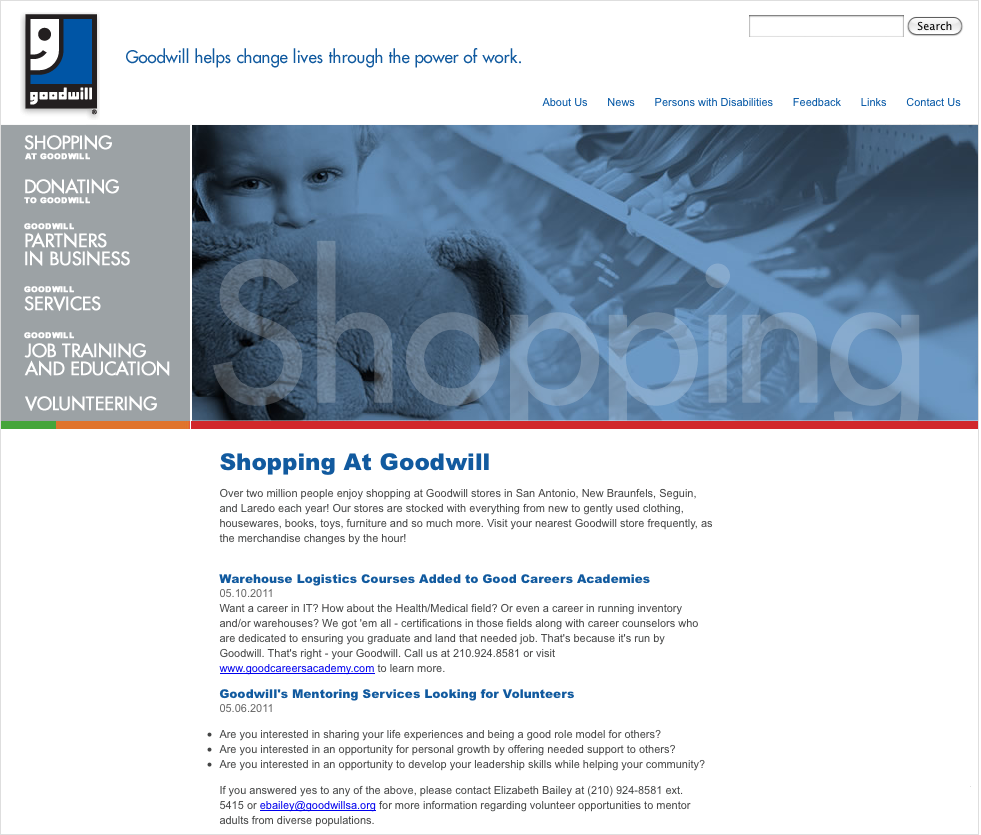 goodwill
®
Goodwill helps change lives through the power of work.
Search
About Us News Persons with Disabilities Feedback Links Contact Us
SHOPPING
AT GOODWILL
DONATING
TO GOODWILL
GOODWILL
PARTNERS
IN BUSINESS
GOODWILL
SERVICES
GOODWILL
JOB TRAINING
AND EDUCATION
VOLUNTEERING
Shopping
Shopping At Goodwill
Over two million people enjoy shopping at Goodwill stores in San Antonio, New Braunfels, Seguin,
and Laredo each year! Our stores are stocked with everything from new to gently used clothing,
housewares, books, toys, furniture and so much more. Visit your nearest Goodwill store frequently, as
the merchandise changes by the hour!
Warehouse Logistics Courses Added to Good Careers Academies
05.10.2011
Want a career in IT? How about the Health/Medical field? Or even a career in running inventory
and/or warehouses? We got 'em all - certifications in those fields along with career counselors who
are dedicated to ensuring you graduate and land that needed job. That's because it's run by
Goodwill. That's right - your Goodwill. Call us at 210.924.8581 or visit
www.goodcareersacademy.com to learn more.
Goodwill's Mentoring Services Looking for Volunteers
05.06.2011
• Are you interested in sharing your life experiences and being a good role model for others?
• Are you interested in an opportunity for personal growth by offering needed support to others?
• Are you interested in an opportunity to develop your leadership skills while helping your community?
If you answered yes to any of the above, please contact Elizabeth Bailey at (210) 924-8581 ext.
5415 or ebailey@goodwillsa.org for more information regarding volunteer opportunities to mentor
adults from diverse populations.